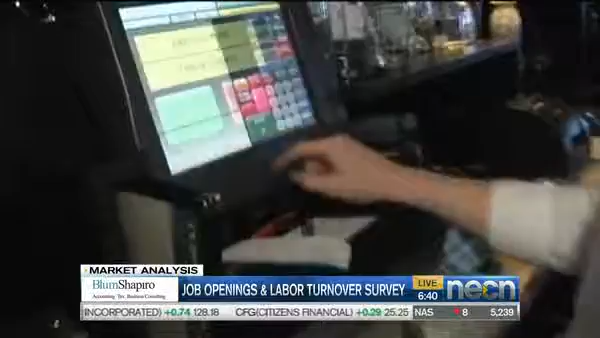 MARKET ANALYSIS
BlumShapiro
Accounting Tax Business Consulting
JOB OPENINGS & LABOR TURNOVER SURVEY
LIVE
6:40
necn
INCORPORATED) +0.74 128.18 CFG(CITIZENS FINANCIAL) +0.29 25.25 NAS 8 5,239